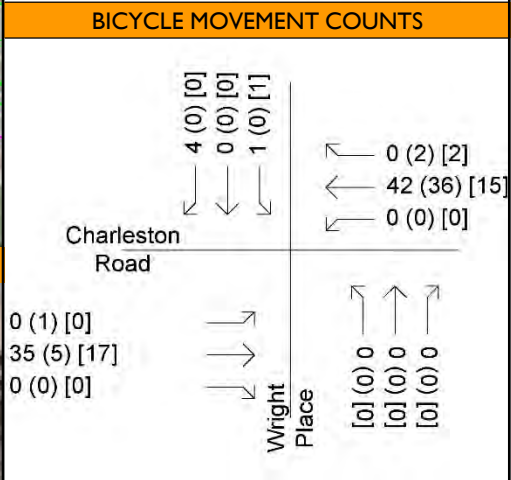 BICYCLE MOVEMENT COUNTS
4 (0) [0]
0 (0) [0]
1 (0) [1]
0 (2) [2]
42 (36) [15]
0 (0) [0]
Charleston
Road
0 (1) [0]
35 (5) [17]
0 (0) [0]
Wright
Place
[0] (0) 0
[0] (0) 0
[0] (0) 0